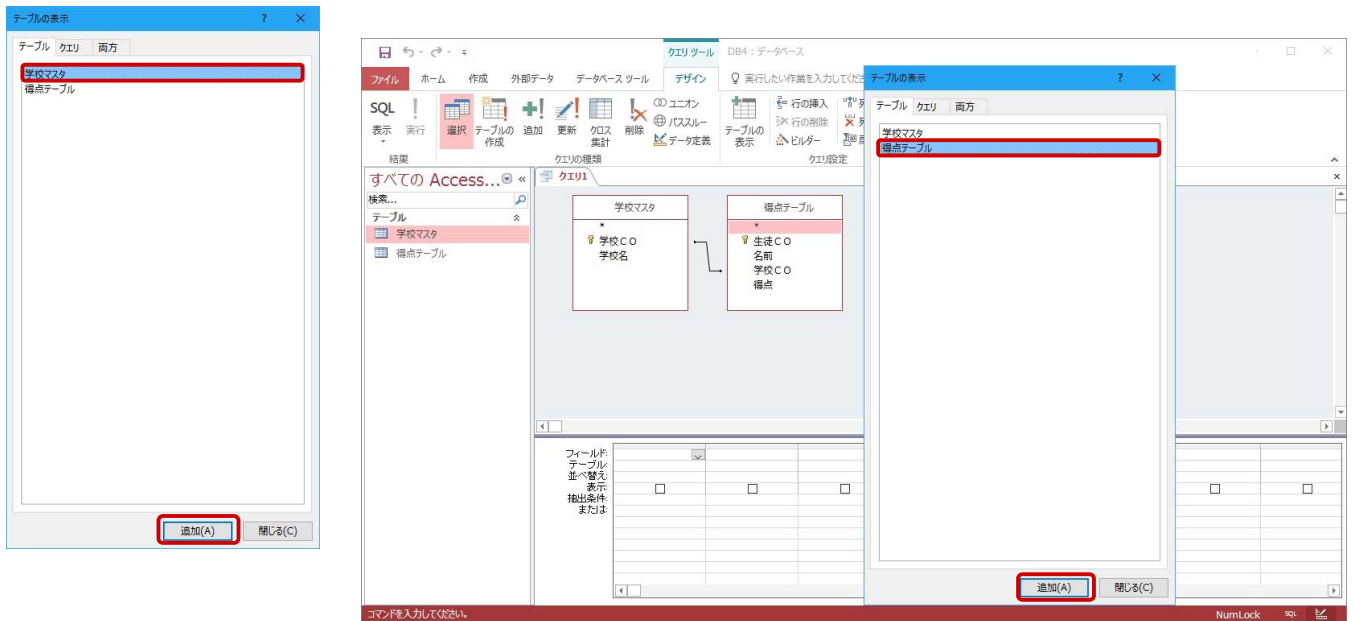 テーブルの表示
? ×
テーブル クエリ 両方
学校マスタ
得点テーブル
追加(A) 閉じる(C)
クエリ ツール DB4 : データベース
ファイル ホーム 作成 外部データ データベース ツール デザイン 実行したい作業を入力してくださ
SQL
表示 実行 選択 テーブルの作成 追加 更新 クロス集計 削除
ユニオン
パススルー
データ定義
テーブルの表示
行の挿入
行の削除
ビルダー
結果 クエリの種類 クエリ設定
すべての Access... «
検索...
テーブル
学校マスタ
得点テーブル
クエリ1
学校マスタ
*
学校CO
学校名
得点テーブル
*
生徒CO
名前
学校CO
得点
フィールド:
テーブル:
並べ替え:
表示:
抽出条件:
または:
テーブルの表示
? ×
テーブル クエリ 両方
学校マスタ
得点テーブル
追加(A) 閉じる(C)
コマンドを入力してください。 NumLock SQL